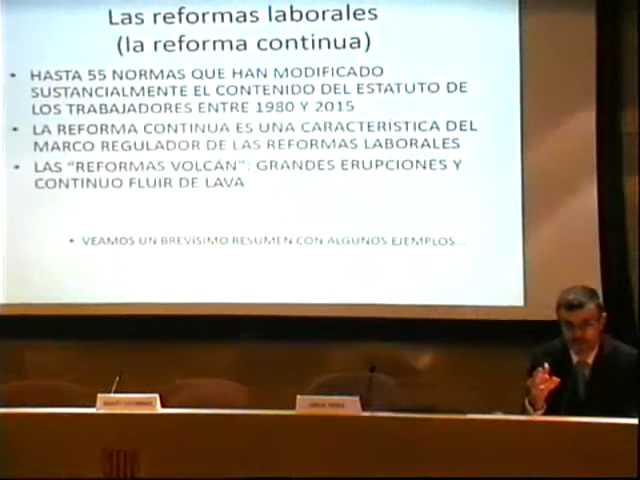 Las reformas laborales
(la reforma continua)
• HASTA 55 NORMAS QUE HAN MODIFICADO
SUSTANCIALMENTE EL CONTENIDO DEL ESTATUTO DE
LOS TRABAJADORES ENTRE 1980 Y 2015
• LA REFORMA CONTINUA ES UNA CARACTERÍSTICA DEL
MARCO REGULADOR DE LAS REFORMAS LABORALES
• LAS "REFORMAS VOLCÁN": GRANDES ERUPCIONES Y
CONTINUO FLUIR DE LAVA
• VEAMOS UN BREVÍSIMO RESUMEN CON ALGUNOS EJEMPLOS...